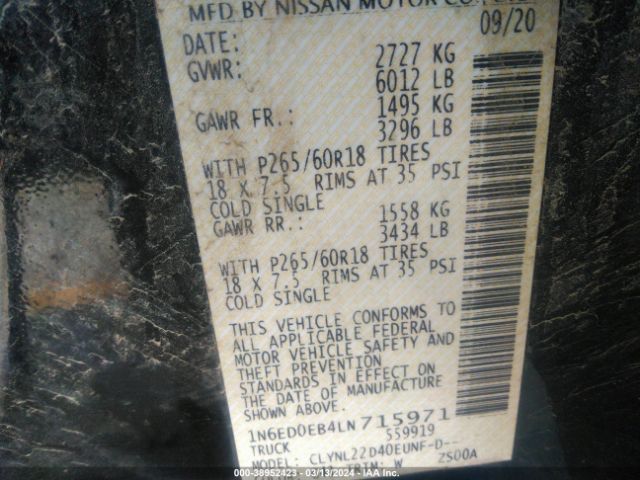 MFD BY NISSAN MOTOR CO.
DATE: 09/20
GVWR: 2727 KG
6012 LB
GAWR FR.: 1495 KG
3296 LB
WITH P265/60R18 TIRES
18 X 7.5 RIMS AT 35 PSI
COLD SINGLE
GAWR RR.: 1558 KG
3434 LB
WITH P265/60R18 TIRES
18 X 7.5 RIMS AT 35 PSI
COLD SINGLE
THIS VEHICLE CONFORMS TO
ALL APPLICABLE FEDERAL
MOTOR VEHICLE SAFETY AND
THEFT PREVENTION
STANDARDS IN EFFECT ON
THE DATE OF MANUFACTURE
SHOWN ABOVE.
1N6ED0EB4LN715971
TRUCK 559919
MODEL: CLYNL22D40EUNF-D--
W ZS00A
© IAA - 38952423 - 03/13/2024 - IAAI.com